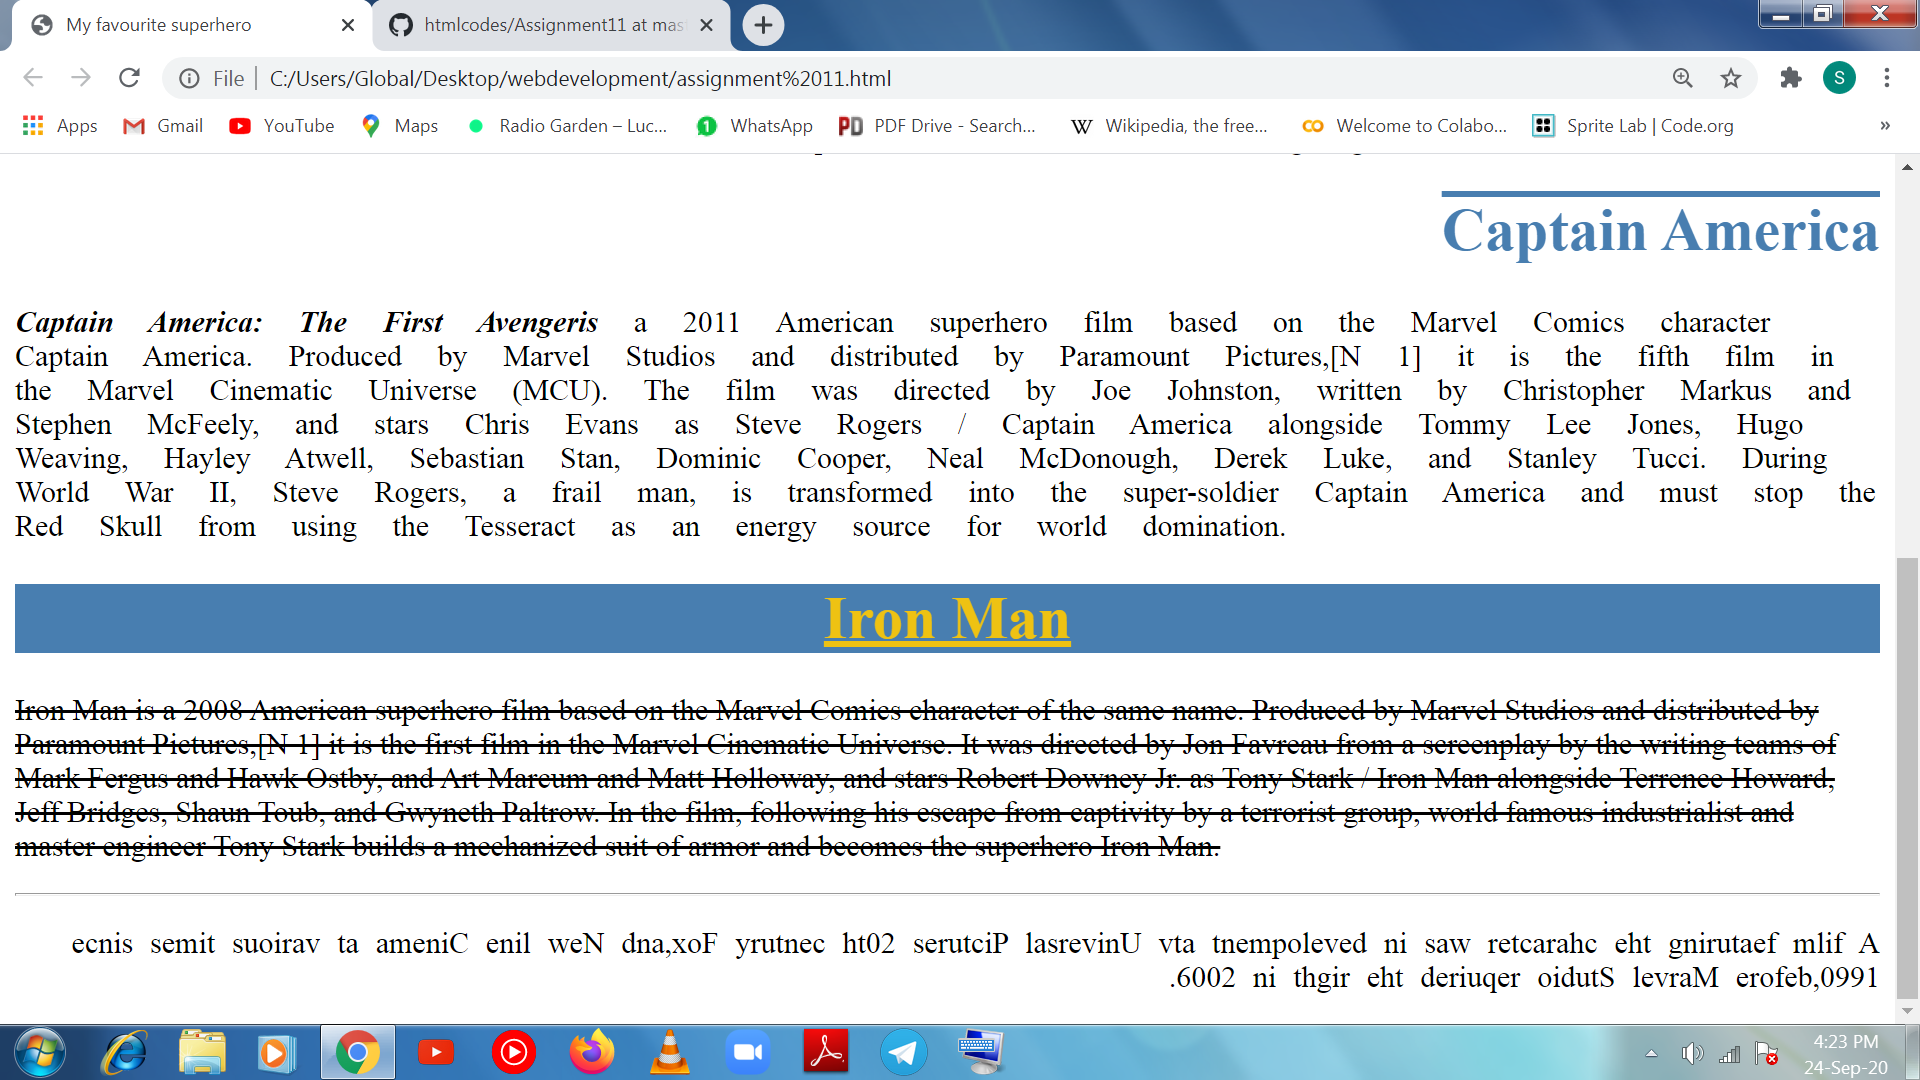 My favourite superhero
htmlcodes/Assignment11 at mas
File | C:/Users/Global/Desktop/webdevelopment/assignment%2011.html
S
Apps Gmail YouTube Maps Radio Garden – Luc... WhatsApp PDF Drive - Search... Wikipedia, the free... Welcome to Colabo... Sprite Lab | Code.org »
Captain America
Captain America: The First Avengeris a 2011 American superhero film based on the Marvel Comics character
Captain America. Produced by Marvel Studios and distributed by Paramount Pictures,[N 1] it is the fifth film in
the Marvel Cinematic Universe (MCU). The film was directed by Joe Johnston, written by Christopher Markus and
Stephen McFeely, and stars Chris Evans as Steve Rogers / Captain America alongside Tommy Lee Jones, Hugo
Weaving, Hayley Atwell, Sebastian Stan, Dominic Cooper, Neal McDonough, Derek Luke, and Stanley Tucci. During
World War II, Steve Rogers, a frail man, is transformed into the super-soldier Captain America and must stop the
Red Skull from using the Tesseract as an energy source for world domination.
Iron Man
Iron Man is a 2008 American superhero film based on the Marvel Comics character of the same name. Produced by Marvel Studios and distributed by
Paramount Pictures,[N 1] it is the first film in the Marvel Cinematic Universe. It was directed by Jon Favreau from a screenplay by the writing teams of
Mark Fergus and Hawk Ostby, and Art Marcum and Matt Holloway, and stars Robert Downey Jr. as Tony Stark / Iron Man alongside Terrence Howard,
Jeff Bridges, Shaun Toub, and Gwyneth Paltrow. In the film, following his escape from captivity by a terrorist group, world famous industrialist and
master engineer Tony Stark builds a mechanized suit of armor and becomes the superhero Iron Man.
ecnis semit suoirav ta ameniC enil weN dna,xoF yrutnec ht02 serutciP lasrevinU vta tnempoleved ni saw retcarahc eht gnirutaef mlif A
.6002 ni thgir eht deriuqer oidutS levraM erofeb,0991
4:23 PM
24-Sep-20